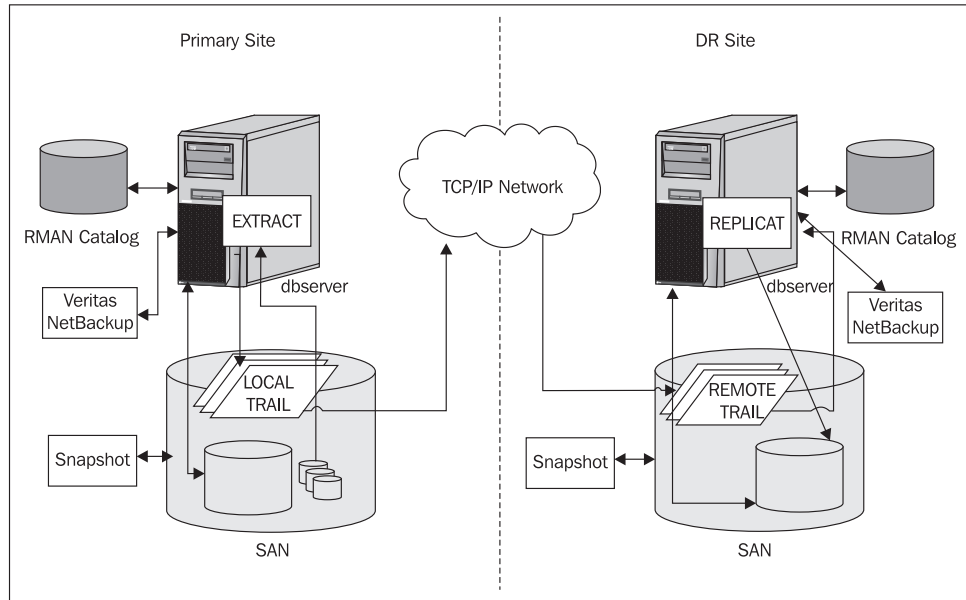 Primary Site
DR Site
TCP/IP Network
EXTRACT
REPLICAT
RMAN Catalog
RMAN Catalog
dbserver
dbserver
Veritas
NetBackup
Veritas
NetBackup
LOCAL
TRAIL
REMOTE
TRAIL
Snapshot
Snapshot
SAN
SAN